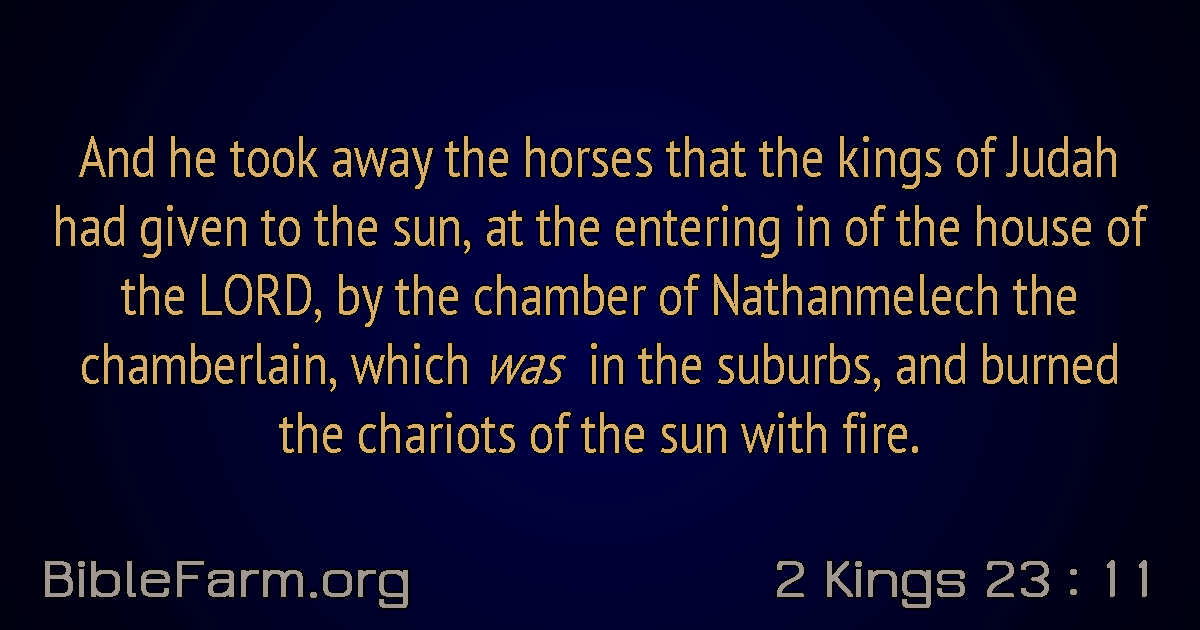 And he took away the horses that the kings of Judah
had given to the sun, at the entering in of the house of
the LORD, by the chamber of Nathanmelech the
chamberlain, which was in the suburbs, and burned
the chariots of the sun with fire.
BibleFarm.org
2 Kings 23 : 11